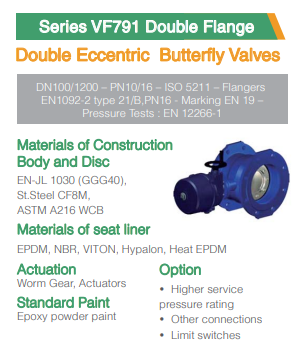 Series VF791 Double Flange
Double Eccentric Butterfly Valves
DN100/1200 – PN10/16 – ISO 5211 – Flangers
EN1092-2 type 21/B,PN16 - Marking EN 19 –
Pressure Tests : EN 12266-1
Materials of Construction
Body and Disc
EN-JL 1030 (GGG40),
St.Steel CF8M,
ASTM A216 WCB
Materials of seat liner
EPDM, NBR, VITON, Hypalon, Heat EPDM
Actuation
Worm Gear, Actuators
Standard Paint
Epoxy powder paint
Option
• Higher service
pressure rating
• Other connections
• Limit switches